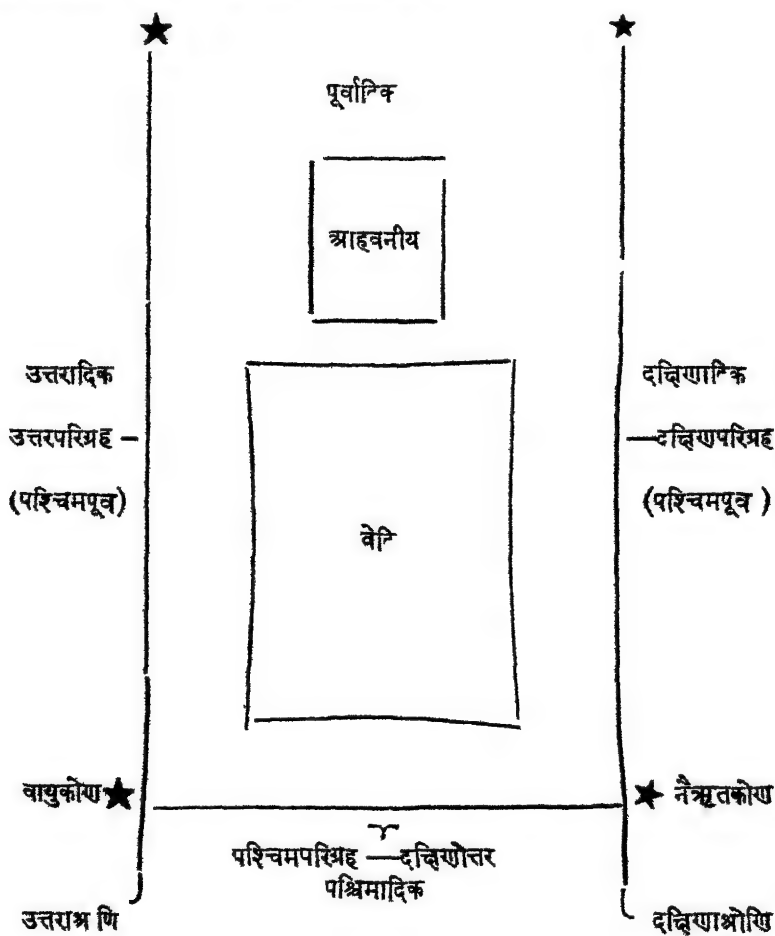 पूर्वादिक
आहवनीय
उत्तरादिक
दक्षिणादिक
उत्तरपरिग्रह
दक्षिणपरिग्रह
(पश्चिमपूव)
(पश्चिमपूव )
वेदि
वायुकोण
नैऋतकोण
पश्चिमपरिग्रह — दक्षिणोत्तर
पश्चिमादिक
उत्तराश्र णि
दक्षिणाश्रोणि